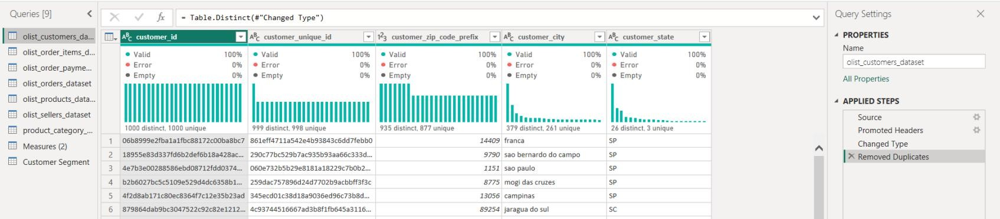 Queries [9]
olist_customers_da...
olist_order_items_d...
olist_order_payme...
olist_orders_dataset
olist_products_data...
olist_sellers_dataset
product_category_...
Measures (2)
Customer Segment
fx = Table.Distinct(#"Changed Type")
ABC customer_id ABC customer_unique_id 123 customer_zip_code_prefix ABC customer_city ABC customer_state
Valid 100% Valid 100% Valid 100% Valid 100% Valid 100%
Error 0% Error 0% Error 0% Error 0% Error 0%
Empty 0% Empty 0% Empty 0% Empty 0% Empty 0%
1000 distinct, 1000 unique 999 distinct, 998 unique 935 distinct, 877 unique 379 distinct, 261 unique 26 distinct, 3 unique
1 06b8999e2fba1a1fbc88172c00ba8bc7 861eff4711a542e4b93843c6dd7febb0 14409 franca SP
2 18955e83d337fd6b2def6b18a428ac... 290c77bc529b7ac935b93aa66c333d... 9790 sao bernardo do campo SP
3 4e7b3e00288586ebd08712fdd0374... 060e732b5b29e8181a18229c7b0b2... 1151 sao paulo SP
4 b2b6027bc5c5109e529d4dc6358b1... 259dac757896d24d7702b9acbbff3f3c 8775 mogi das cruzes SP
5 4f2d8ab171c80ec8364f7c12e35b23ad 345ecd01c38d18a9036ed96c73b8d... 13056 campinas SP
6 879864dab9bc3047522c92c82e1212... 4c93744516667ad3b8f1fb645a3116... 89254 jaragua do sul SC
Query Settings
PROPERTIES
Name
olist_customers_dataset
All Properties
APPLIED STEPS
Source
Promoted Headers
Changed Type
Removed Duplicates